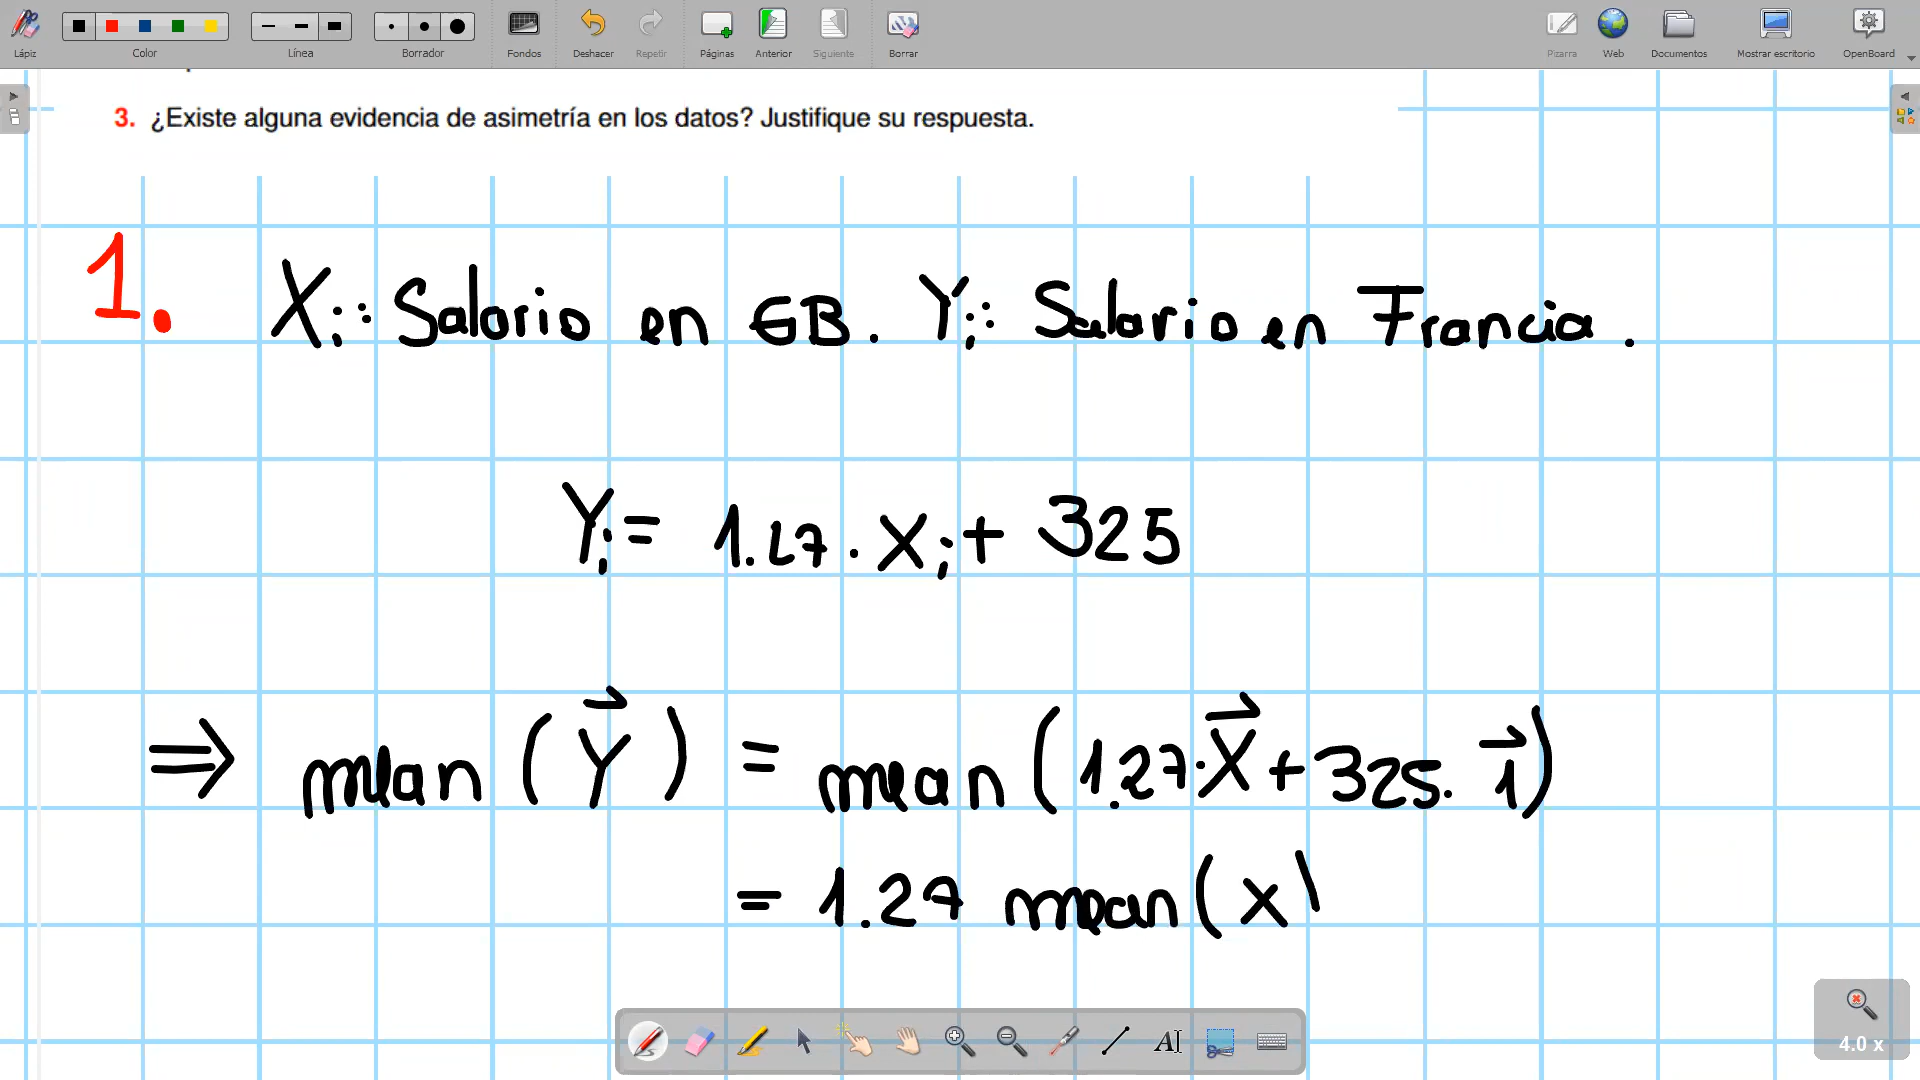 Lápiz Color Línea Borrador Fondos Deshacer Repetir Páginas Anterior Siguiente Borrar Pizarra Web Documentos Mostrar escritorio OpenBoard
3. ¿Existe alguna evidencia de asimetría en los datos? Justifique su respuesta.
1. Xi: Salario en GB. Yi: Salario en Francia.
Yi = 1.27 · Xi + 325
⇒ mean (Y⃗) = mean (1.27·X⃗ + 325. 1⃗)
= 1.27 mean(x)
AI
4.0 x